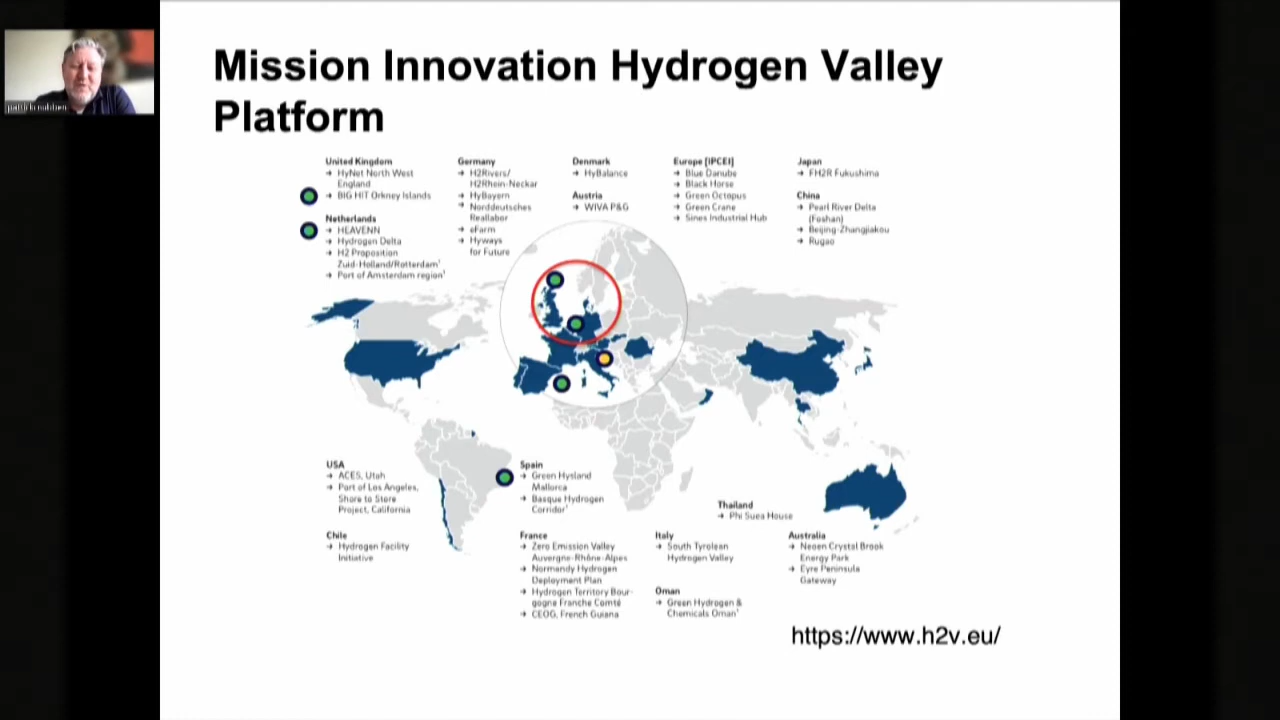 Mission Innovation Hydrogen Valley
Platform
United Kingdom
→ HyNet North West
England
→ BIG HIT Orkney Islands
Netherlands
→ HEAVENN
→ Hydrogen Delta
→ H2 Proposition
Zuid-Holland/Rotterdam¹
→ Port of Amsterdam region¹
Germany
→ H2Rivers/
H2Rhein-Neckar
→ HyBayern
→ Norddeutsches
Reallabor
→ eFarm
→ Hyways
for Future
Denmark
→ HyBalance
Austria
→ WIVA P&G
Europe [IPCEI]
→ Blue Danube
→ Black Horse
→ Green Octopus
→ Green Crane
→ Sines Industrial Hub
Japan
→ FH2R Fukushima
China
→ Pearl River Delta
(Foshan)
→ Beijing-Zhangjiakou
→ Rugao
USA
→ ACES, Utah
→ Port of Los Angeles,
Shore to Store
Project, California
Chile
→ Hydrogen Facility
Initiative
Spain
→ Green Hysland
Mallorca
→ Basque Hydrogen
Corridor¹
France
→ Zero Emission Valley
Auvergne-Rhône-Alpes
→ Normandy Hydrogen
Deployment Plan
→ Hydrogen Territory Bour-
gogne Franche Comté
→ CEOG, French Guiana
Italy
→ South Tyrolean
Hydrogen Valley
Oman
→ Green Hydrogen &
Chemicals Oman¹
Thailand
→ Phi Suea House
Australia
→ Neoen Crystal Brook
Energy Park
→ Eyre Peninsula
Gateway
https://www.h2v.eu/